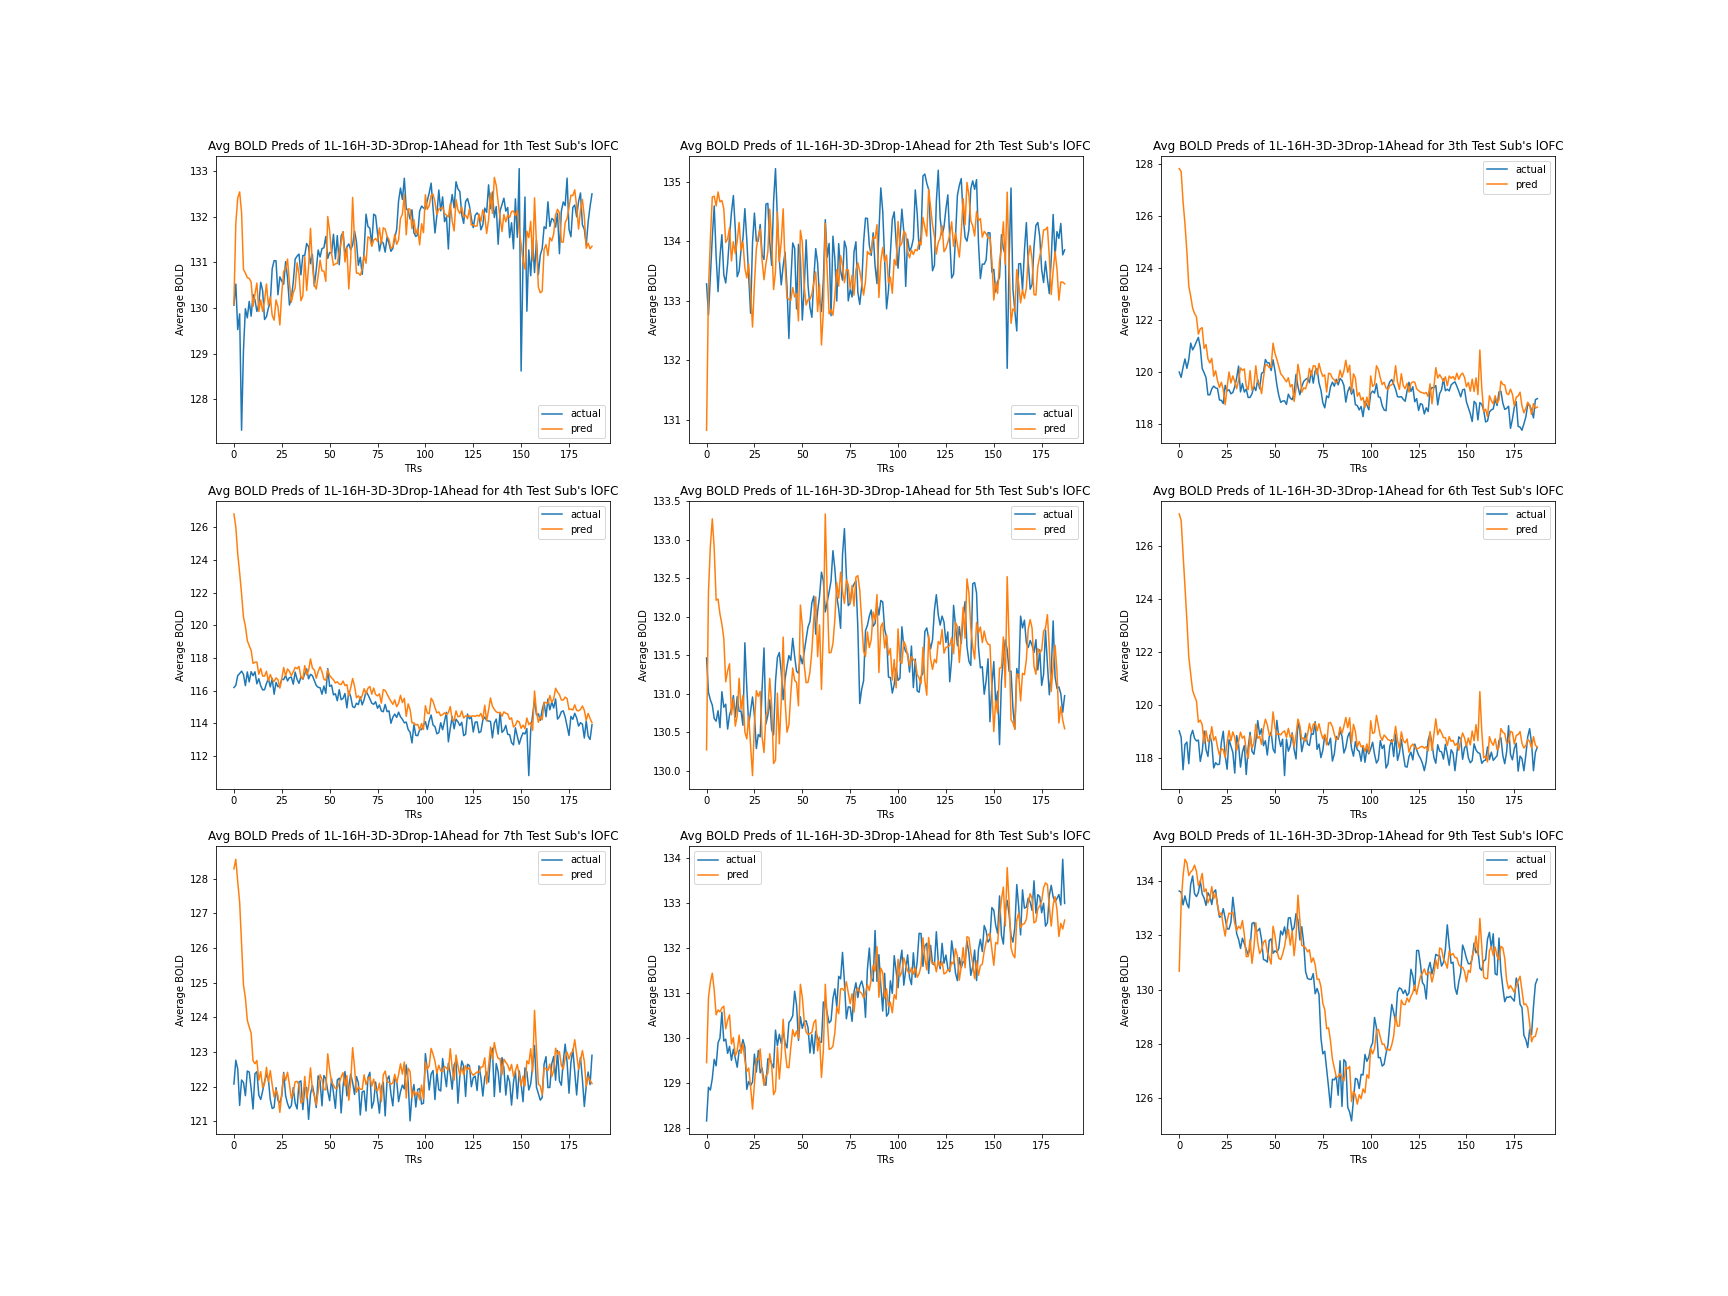 Avg BOLD Preds of 1L-16H-3D-3Drop-1Ahead for 1th Test Sub's lOFC
133
132
131
130
129
128
Average BOLD
actual
pred
0 25 50 75 100 125 150 175
TRs
Avg BOLD Preds of 1L-16H-3D-3Drop-1Ahead for 2th Test Sub's lOFC
135
134
133
132
131
Average BOLD
actual
pred
0 25 50 75 100 125 150 175
TRs
Avg BOLD Preds of 1L-16H-3D-3Drop-1Ahead for 3th Test Sub's lOFC
128
126
124
122
120
118
Average BOLD
actual
pred
0 25 50 75 100 125 150 175
TRs
Avg BOLD Preds of 1L-16H-3D-3Drop-1Ahead for 4th Test Sub's lOFC
126
124
122
120
118
116
114
112
Average BOLD
actual
pred
0 25 50 75 100 125 150 175
TRs
Avg BOLD Preds of 1L-16H-3D-3Drop-1Ahead for 5th Test Sub's lOFC
133.5
133.0
132.5
132.0
131.5
131.0
130.5
130.0
Average BOLD
actual
pred
0 25 50 75 100 125 150 175
TRs
Avg BOLD Preds of 1L-16H-3D-3Drop-1Ahead for 6th Test Sub's lOFC
126
124
122
120
118
Average BOLD
actual
pred
0 25 50 75 100 125 150 175
TRs
Avg BOLD Preds of 1L-16H-3D-3Drop-1Ahead for 7th Test Sub's lOFC
128
127
126
125
124
123
122
121
Average BOLD
actual
pred
0 25 50 75 100 125 150 175
TRs
Avg BOLD Preds of 1L-16H-3D-3Drop-1Ahead for 8th Test Sub's lOFC
134
133
132
131
130
129
128
Average BOLD
actual
pred
0 25 50 75 100 125 150 175
TRs
Avg BOLD Preds of 1L-16H-3D-3Drop-1Ahead for 9th Test Sub's lOFC
134
132
130
128
126
Average BOLD
actual
pred
0 25 50 75 100 125 150 175
TRs